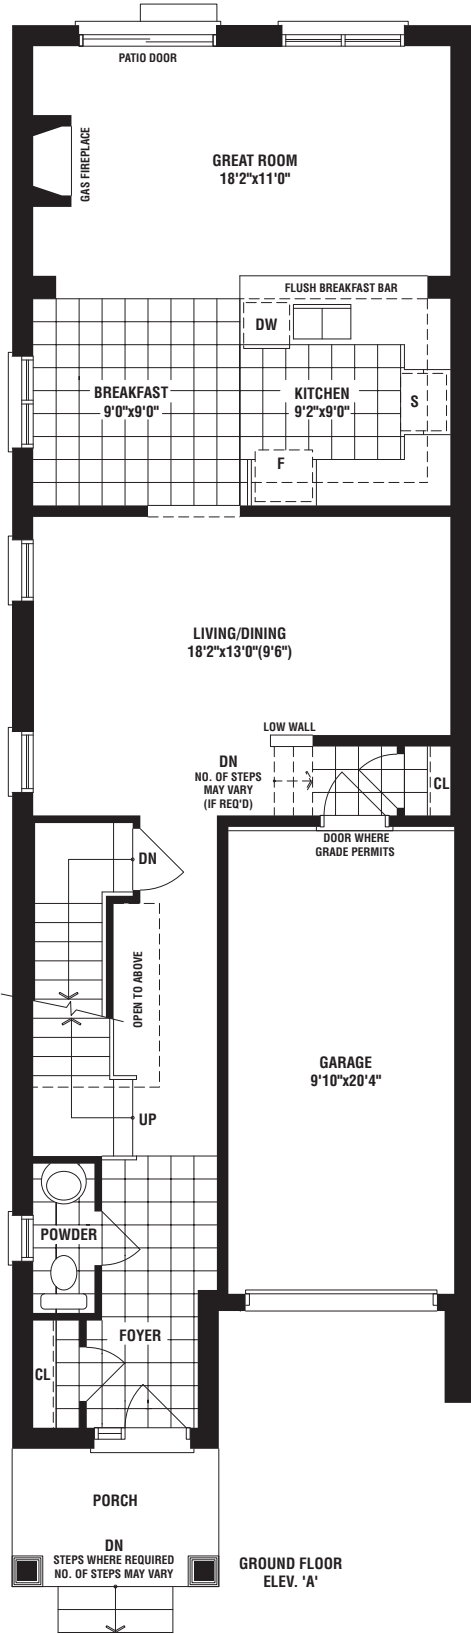 PATIO DOOR
GAS FIREPLACE
GREAT ROOM
18'2"x11'0"
FLUSH BREAKFAST BAR
DW
BREAKFAST
9'0"x9'0"
KITCHEN
9'2"x9'0"
S
F
LIVING/DINING
18'2"x13'0"(9'6")
LOW WALL
DN
NO. OF STEPS
MAY VARY
(IF REQ'D)
CL
DOOR WHERE
GRADE PERMITS
DN
OPEN TO ABOVE
GARAGE
9'10"x20'4"
UP
POWDER
FOYER
CL
PORCH
DN
STEPS WHERE REQUIRED
NO. OF STEPS MAY VARY
GROUND FLOOR
ELEV. 'A'